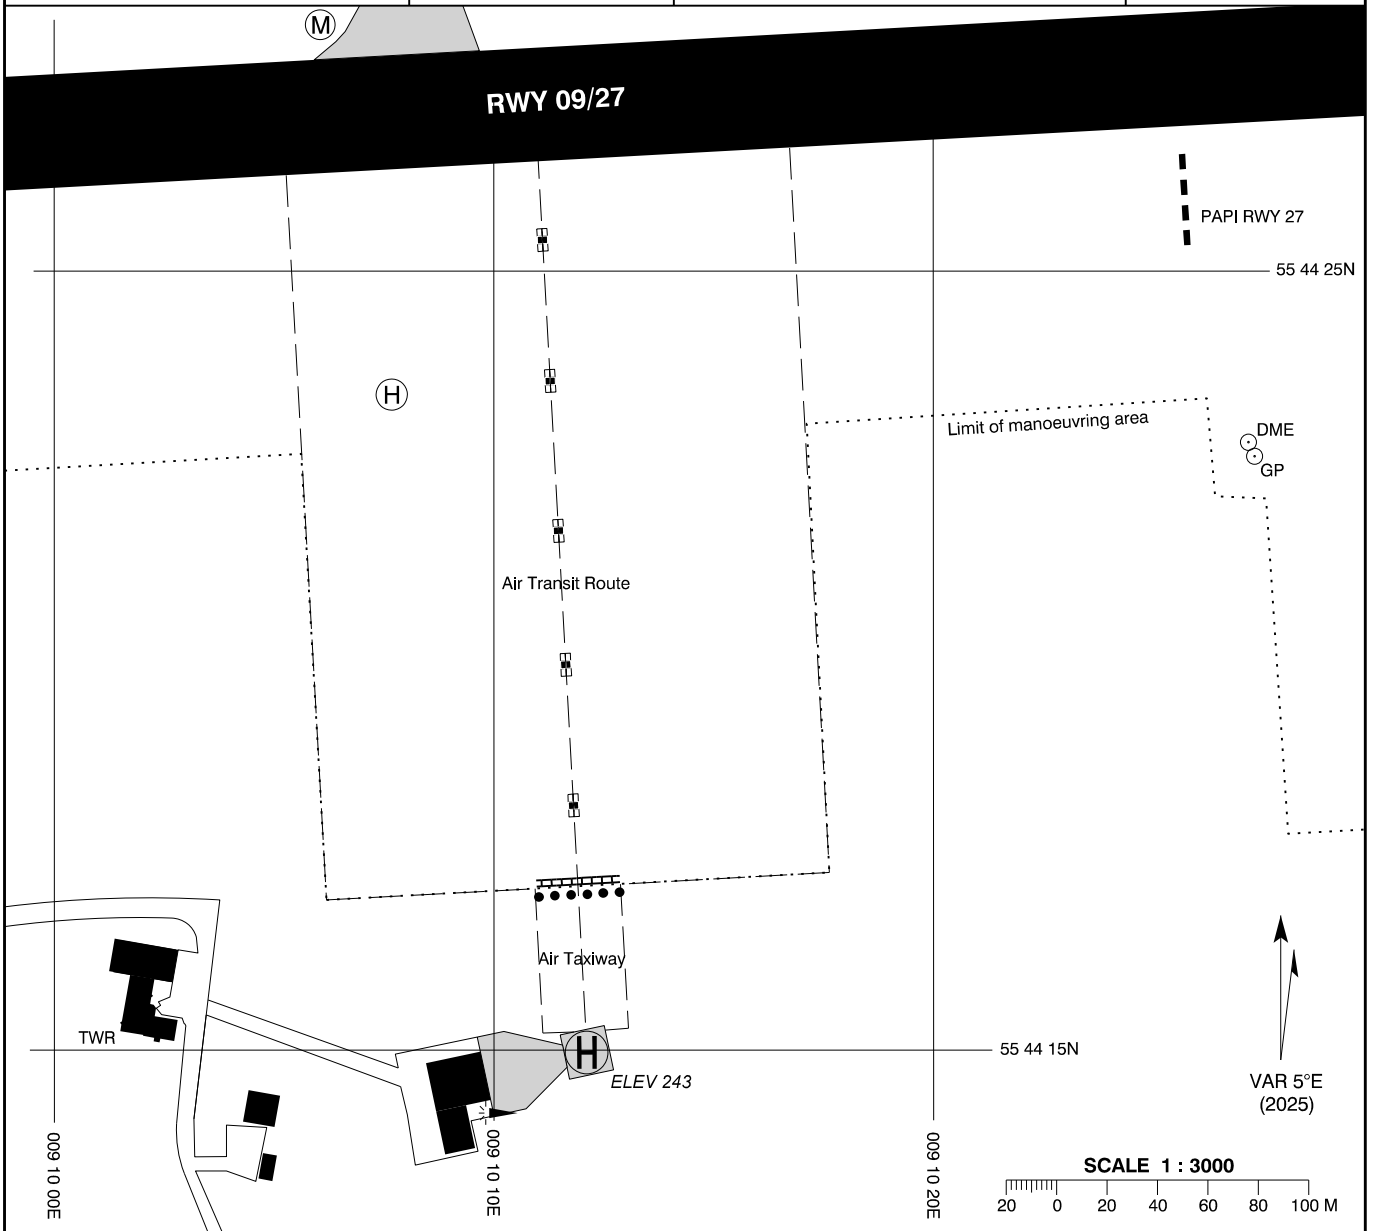 M
RWY 09/27
PAPI RWY 27
55 44 25N
H
Limit of manoeuvring area
DME
GP
Air Transit Route
Air Taxiway
TWR
H
55 44 15N
ELEV 243
VAR 5°E
(2025)
009 10 00E
009 10 10E
009 10 20E
SCALE 1 : 3000
20 0 20 40 60 80 100 M